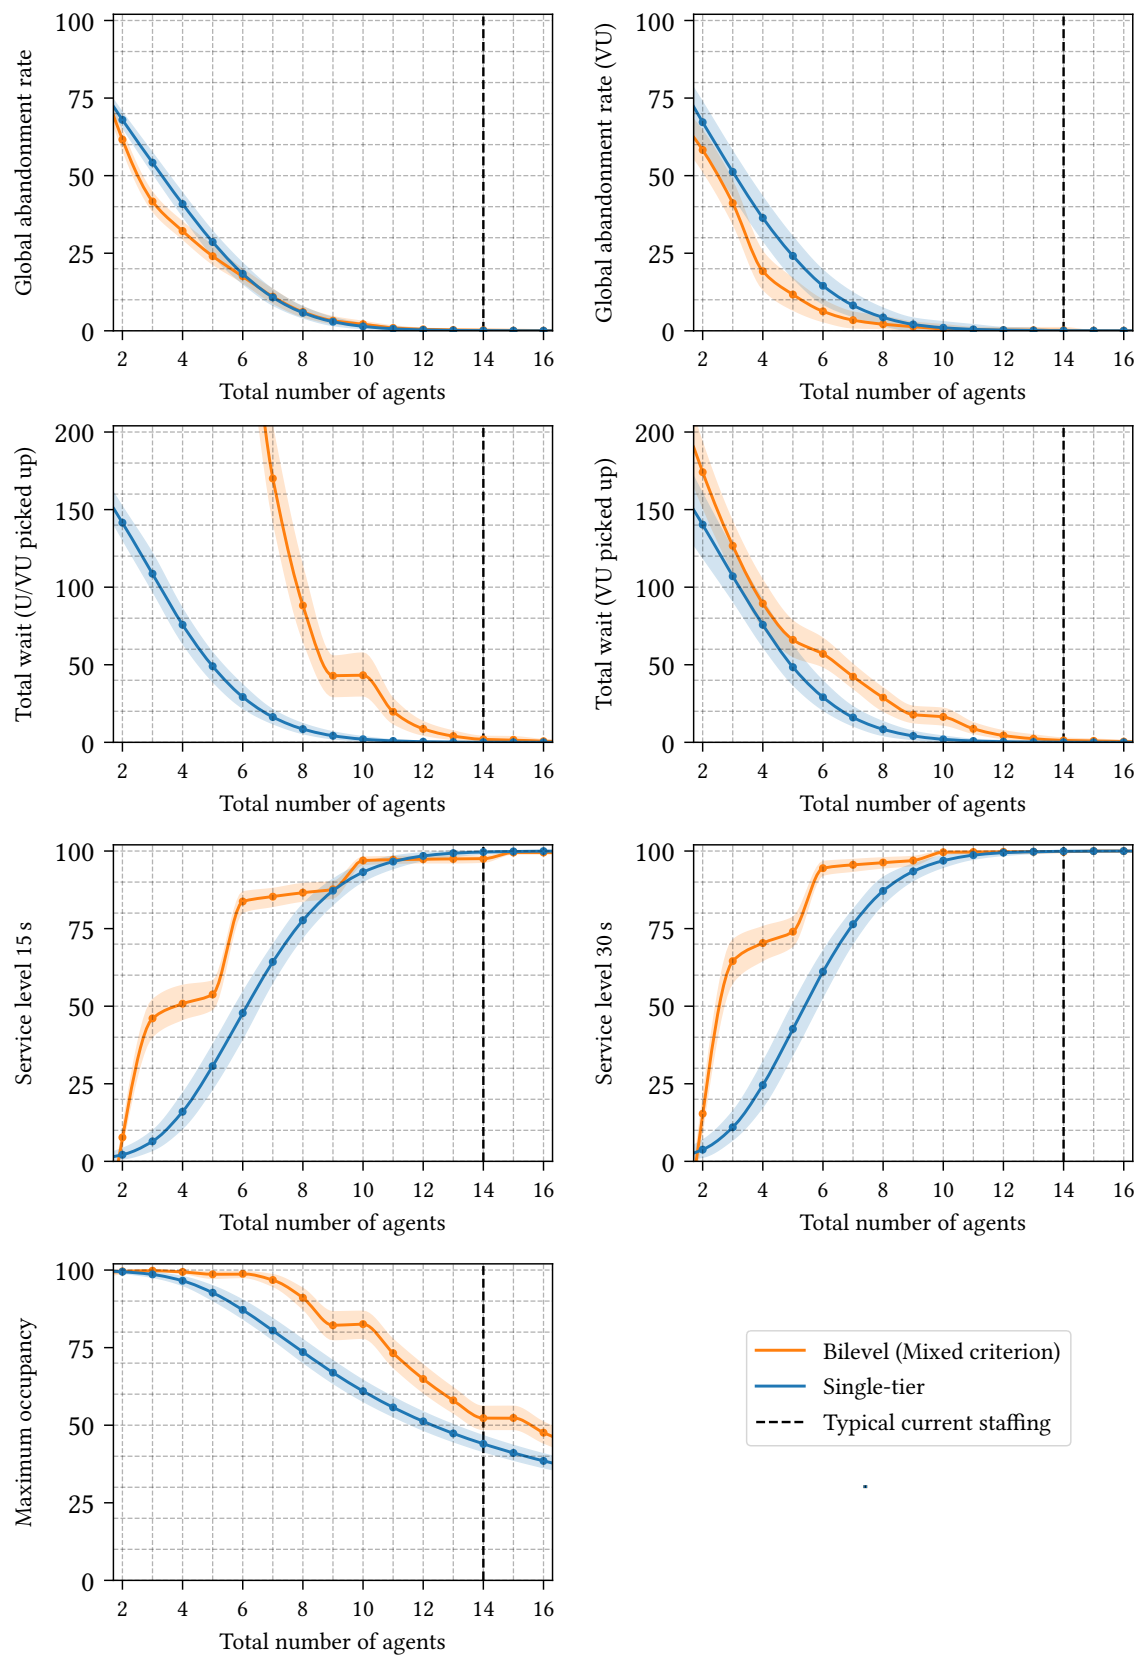 Global abandonment rate
100
75
50
25
0
2 4 6 8 10 12 14 16
Total number of agents
Global abandonment rate (VU)
100
75
50
25
0
2 4 6 8 10 12 14 16
Total number of agents
Total wait (U/VU picked up)
200
150
100
50
0
2 4 6 8 10 12 14 16
Total number of agents
Total wait (VU picked up)
200
150
100
50
0
2 4 6 8 10 12 14 16
Total number of agents
Service level 15 s
100
75
50
25
0
2 4 6 8 10 12 14 16
Total number of agents
Service level 30 s
100
75
50
25
0
2 4 6 8 10 12 14 16
Total number of agents
Maximum occupancy
100
75
50
25
0
2 4 6 8 10 12 14 16
Total number of agents
Bilevel (Mixed criterion)
Single-tier
Typical current staffing